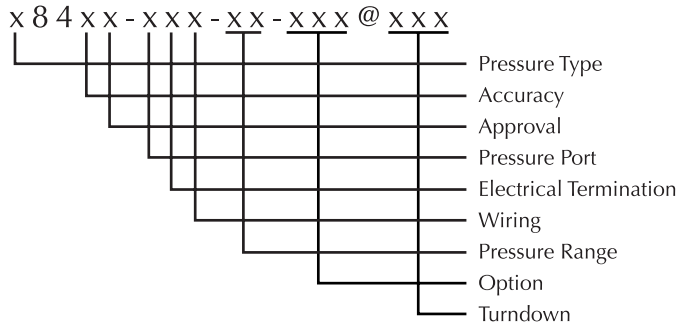 x 8 4 x x - x x x - x x - x x x @ x x x
Pressure Type
Accuracy
Approval
Pressure Port
Electrical Termination
Wiring
Pressure Range
Option
Turndown